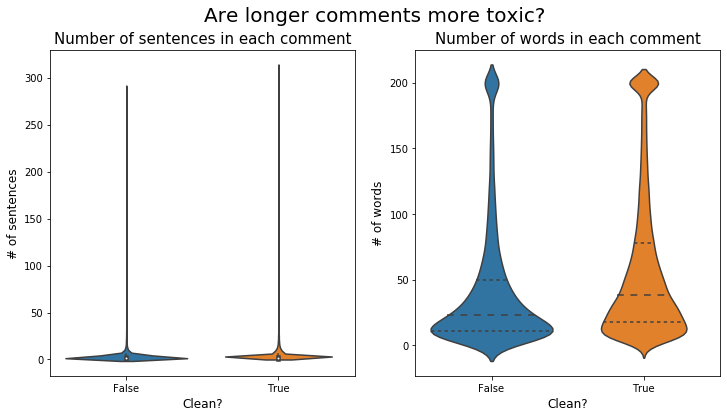 Are longer comments more toxic?
Number of sentences in each comment
Number of words in each comment
# of sentences
300
250
200
150
100
50
0
False
True
Clean?
# of words
200
150
100
50
0
False
True
Clean?